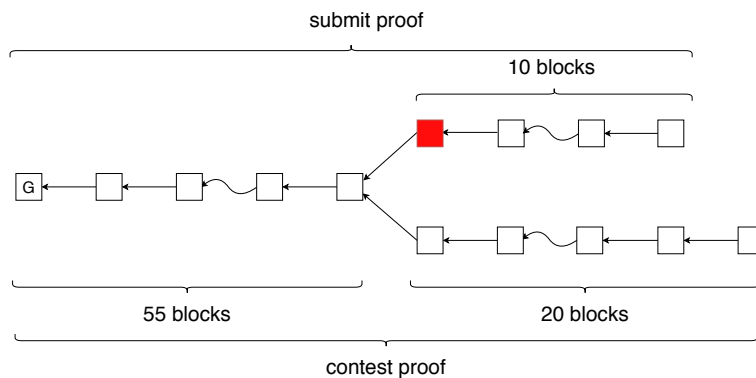 submit proof
10 blocks
G
55 blocks
20 blocks
contest proof